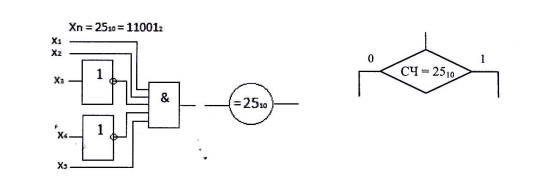 Xn = 25₁₀ = 11001₂
X₁
X₂
X₃
1
&
= 25₁₀
X₄
1
X₅
0
1
СЧ = 25₁₀